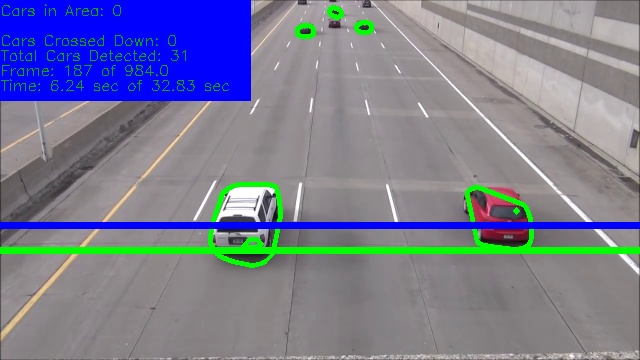 Cars in Area: 0
Cars Crossed Down: 0
Total Cars Detected: 31
Frame: 187 of 984.0
Time: 6.24 sec of 32.83 sec